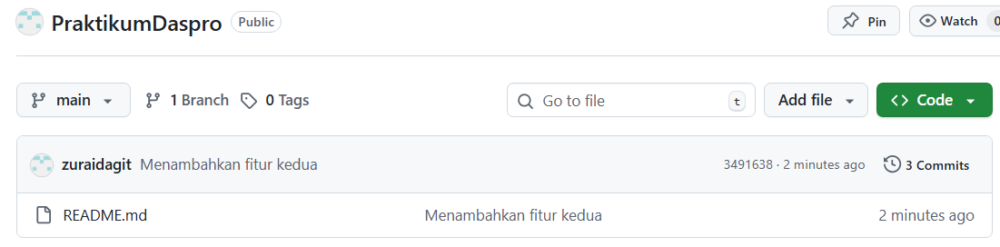 PraktikumDaspro Public Pin Watch 0
main 1 Branch 0 Tags Go to file t Add file Code
zuraidagit Menambahkan fitur kedua 3491638 · 2 minutes ago 3 Commits
README.md Menambahkan fitur kedua 2 minutes ago